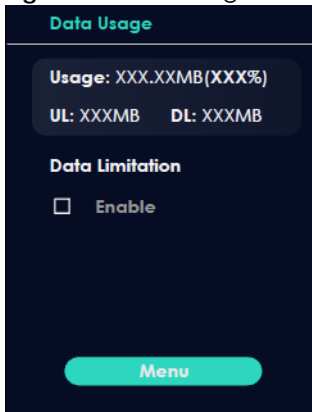 Data Usage
Usage: XXX.XXMB(XXX%)
UL: XXXMB DL: XXXMB
Data Limitation
Enable
Menu